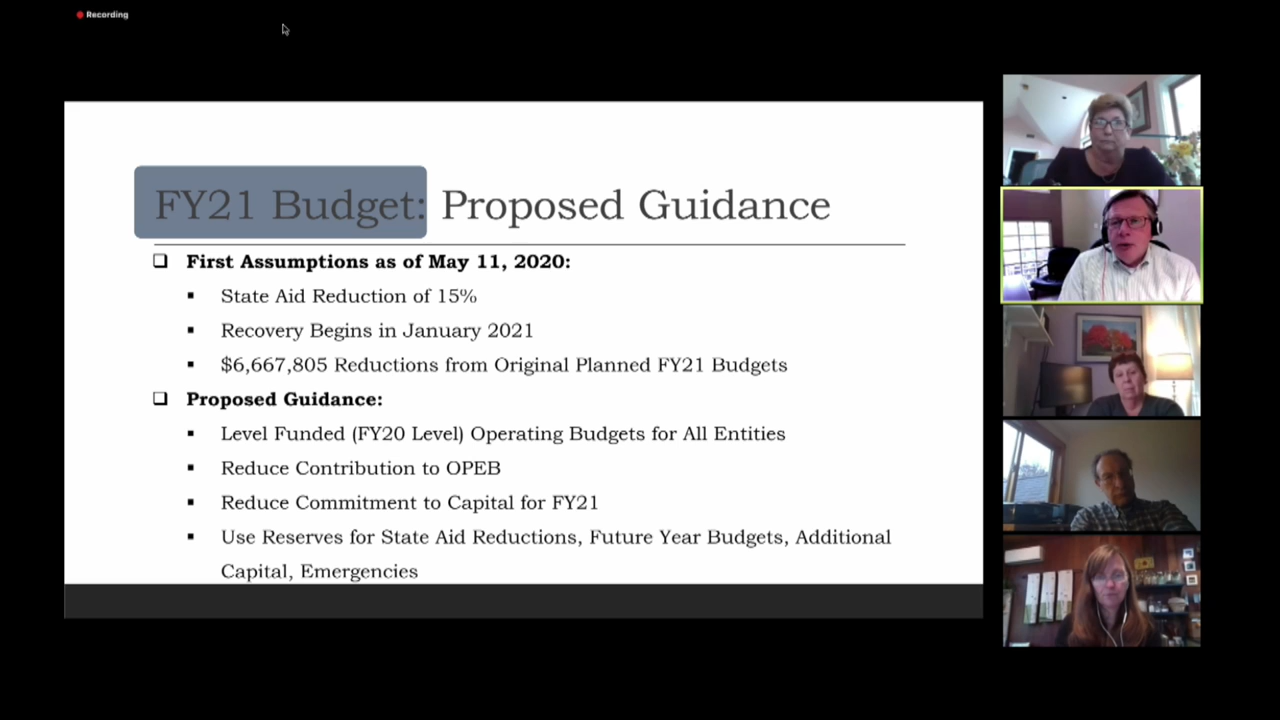 Recording
FY21 Budget: Proposed Guidance
❑ First Assumptions as of May 11, 2020:
▪ State Aid Reduction of 15%
▪ Recovery Begins in January 2021
▪ $6,667,805 Reductions from Original Planned FY21 Budgets
❑ Proposed Guidance:
▪ Level Funded (FY20 Level) Operating Budgets for All Entities
▪ Reduce Contribution to OPEB
▪ Reduce Commitment to Capital for FY21
▪ Use Reserves for State Aid Reductions, Future Year Budgets, Additional
Capital, Emergencies